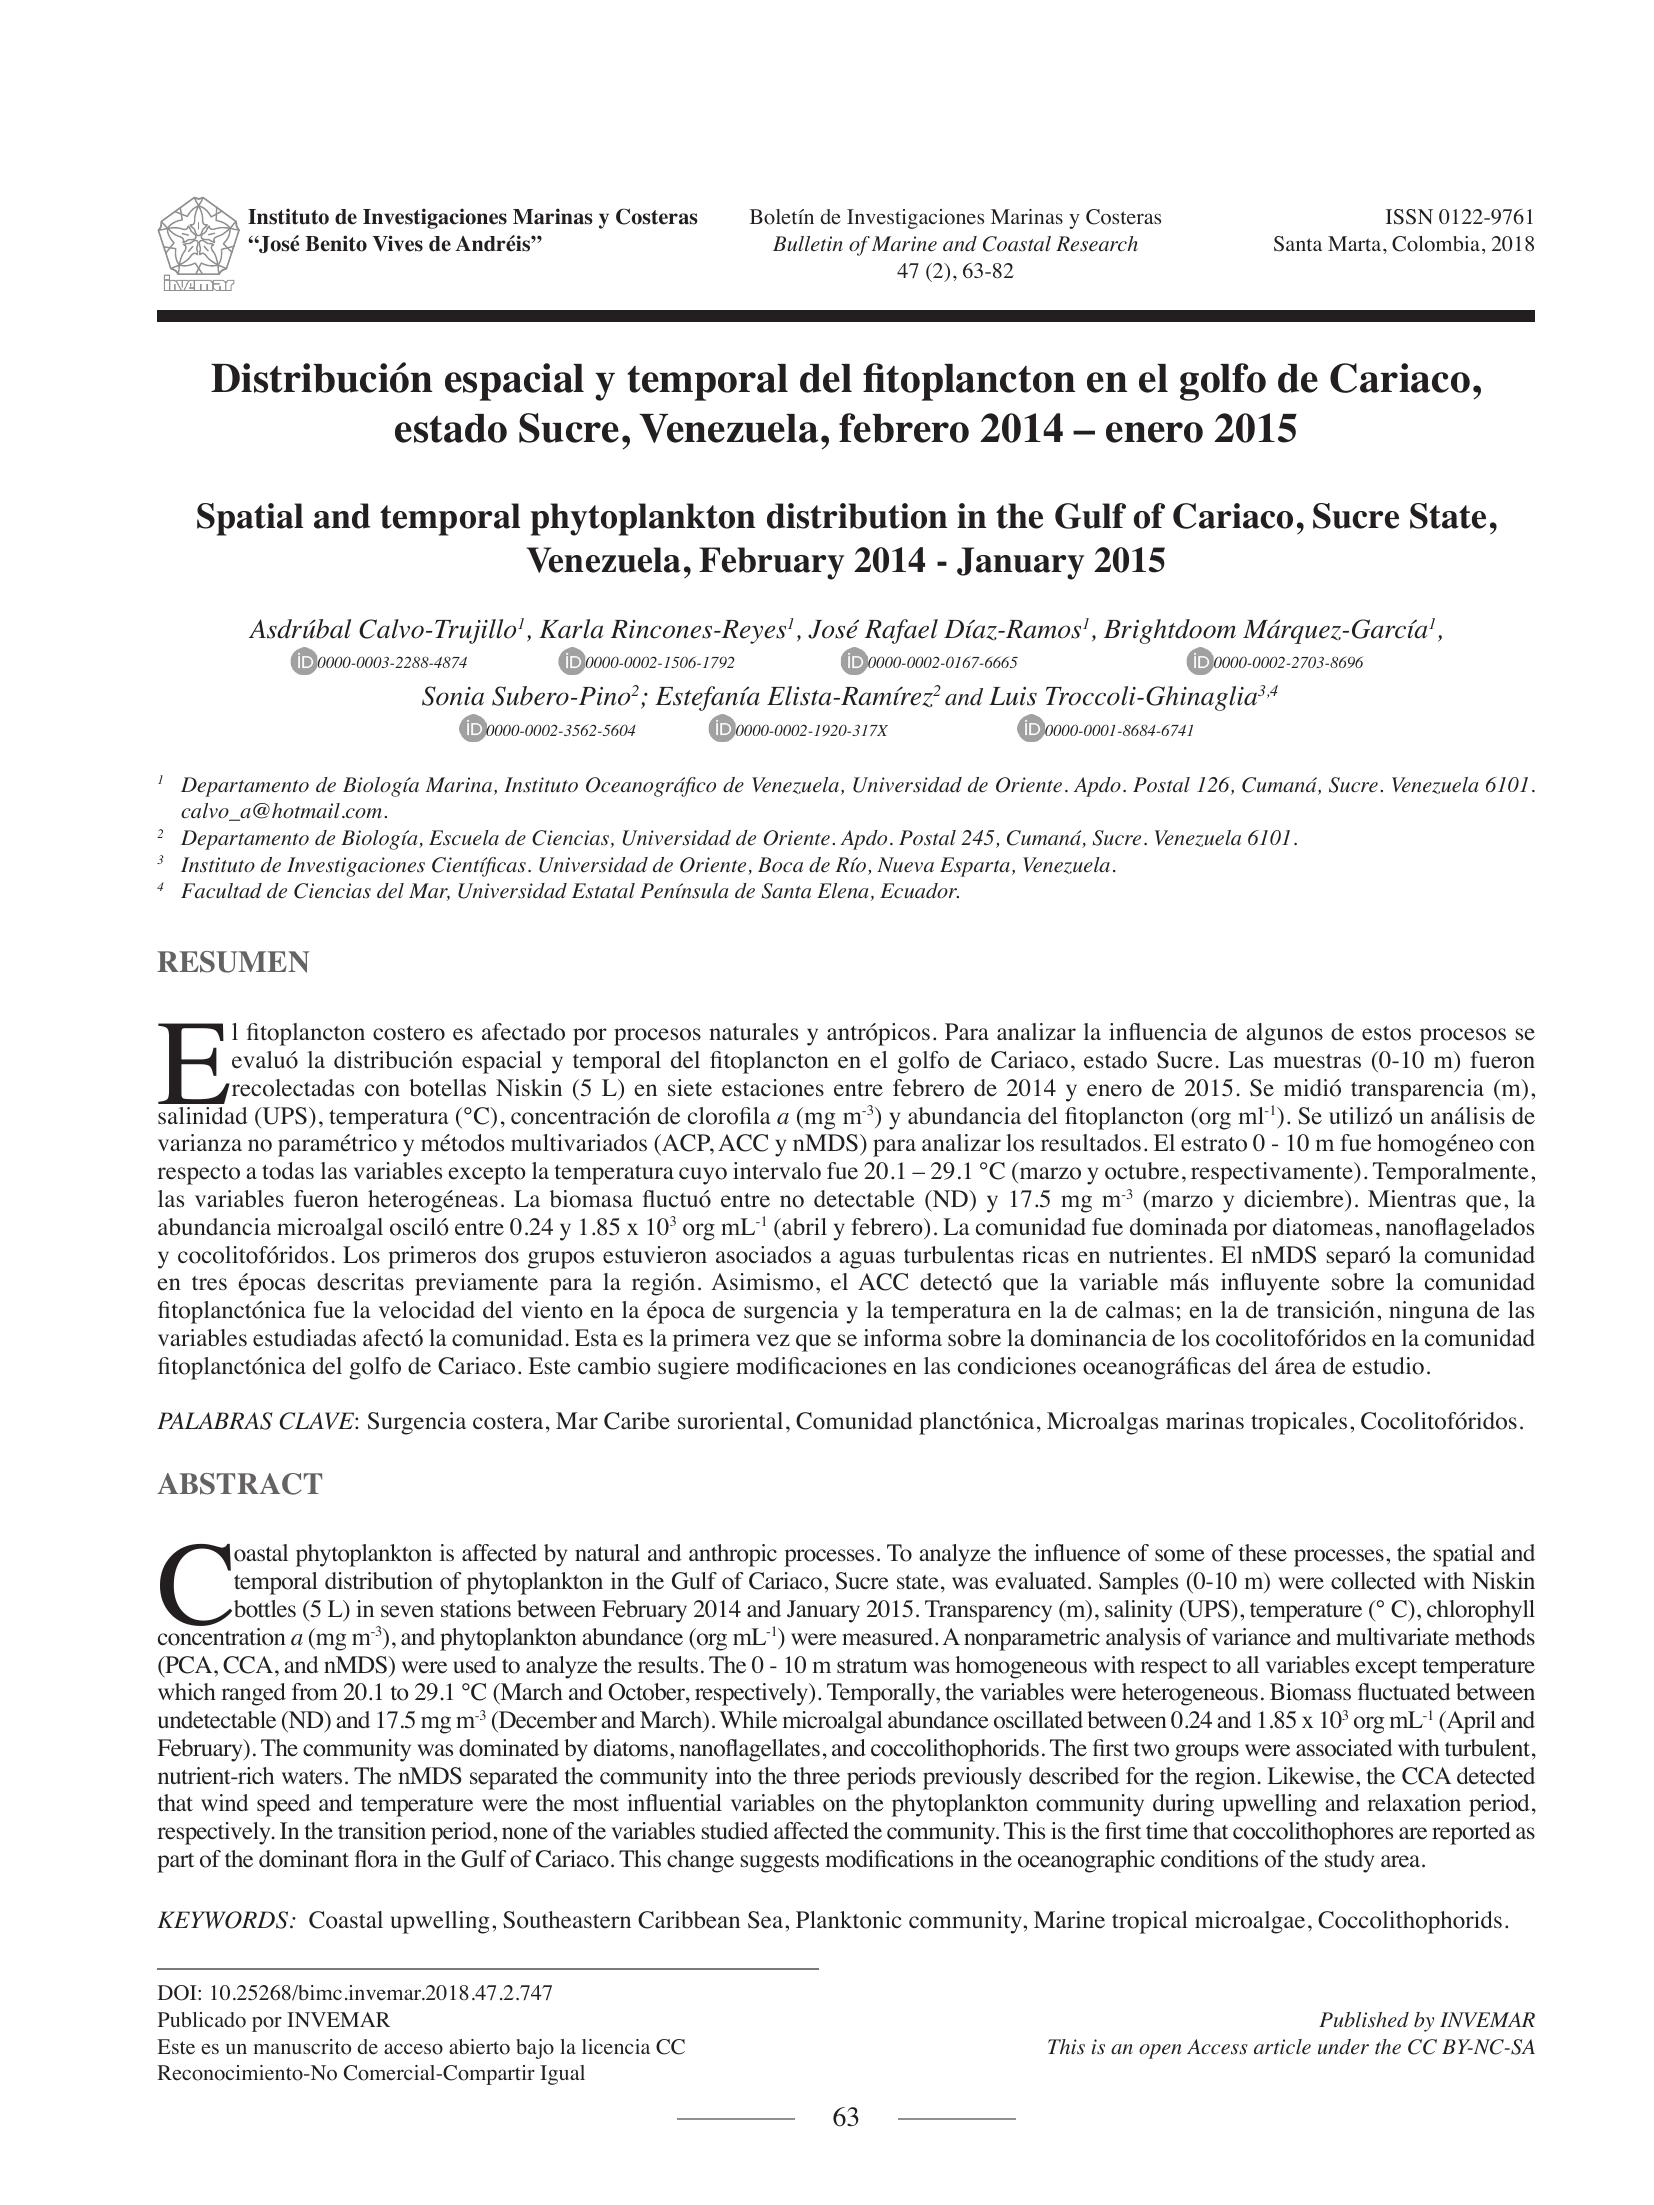 Instituto de Investigaciones Marinas y Costeras
“José Benito Vives de Andréis”
invemar
Boletín de Investigaciones Marinas y Costeras
Bulletin of Marine and Coastal Research
47 (2), 63-82
ISSN 0122-9761
Santa Marta, Colombia, 2018
Distribución espacial y temporal del fitoplancton en el golfo de Cariaco,
estado Sucre, Venezuela, febrero 2014 – enero 2015
Spatial and temporal phytoplankton distribution in the Gulf of Cariaco, Sucre State,
Venezuela, February 2014 - January 2015
Asdrúbal Calvo-Trujillo1, Karla Rincones-Reyes1, José Rafael Díaz-Ramos1, Brightdoom Márquez-García1,
iD 0000-0003-2288-4874 iD 0000-0002-1506-1792 iD 0000-0002-0167-6665 iD 0000-0002-2703-8696
Sonia Subero-Pino2; Estefanía Elista-Ramírez2 and Luis Troccoli-Ghinaglia3,4
iD 0000-0002-3562-5604 iD 0000-0002-1920-317X iD 0000-0001-8684-6741
1 Departamento de Biología Marina, Instituto Oceanográfico de Venezuela, Universidad de Oriente. Apdo. Postal 126, Cumaná, Sucre. Venezuela 6101.
calvo_a@hotmail.com.
2 Departamento de Biología, Escuela de Ciencias, Universidad de Oriente. Apdo. Postal 245, Cumaná, Sucre. Venezuela 6101.
3 Instituto de Investigaciones Científicas. Universidad de Oriente, Boca de Río, Nueva Esparta, Venezuela.
4 Facultad de Ciencias del Mar, Universidad Estatal Península de Santa Elena, Ecuador.
RESUMEN
El fitoplancton costero es afectado por procesos naturales y antrópicos. Para analizar la influencia de algunos de estos procesos se
evaluó la distribución espacial y temporal del fitoplancton en el golfo de Cariaco, estado Sucre. Las muestras (0-10 m) fueron
recolectadas con botellas Niskin (5 L) en siete estaciones entre febrero de 2014 y enero de 2015. Se midió transparencia (m),
salinidad (UPS), temperatura (°C), concentración de clorofila a (mg m-3) y abundancia del fitoplancton (org ml-1). Se utilizó un análisis de
varianza no paramétrico y métodos multivariados (ACP, ACC y nMDS) para analizar los resultados. El estrato 0 - 10 m fue homogéneo con
respecto a todas las variables excepto la temperatura cuyo intervalo fue 20.1 – 29.1 °C (marzo y octubre, respectivamente). Temporalmente,
las variables fueron heterogéneas. La biomasa fluctuó entre no detectable (ND) y 17.5 mg m-3 (marzo y diciembre). Mientras que, la
abundancia microalgal osciló entre 0.24 y 1.85 x 103 org mL-1 (abril y febrero). La comunidad fue dominada por diatomeas, nanoflagelados
y cocolitofóridos. Los primeros dos grupos estuvieron asociados a aguas turbulentas ricas en nutrientes. El nMDS separó la comunidad
en tres épocas descritas previamente para la región. Asimismo, el ACC detectó que la variable más influyente sobre la comunidad
fitoplanctónica fue la velocidad del viento en la época de surgencia y la temperatura en la de calmas; en la de transición, ninguna de las
variables estudiadas afectó la comunidad. Esta es la primera vez que se informa sobre la dominancia de los cocolitofóridos en la comunidad
fitoplanctónica del golfo de Cariaco. Este cambio sugiere modificaciones en las condiciones oceanográficas del área de estudio.
PALABRAS CLAVE: Surgencia costera, Mar Caribe suroriental, Comunidad planctónica, Microalgas marinas tropicales, Cocolitofóridos.
ABSTRACT
Coastal phytoplankton is affected by natural and anthropic processes. To analyze the influence of some of these processes, the spatial and
temporal distribution of phytoplankton in the Gulf of Cariaco, Sucre state, was evaluated. Samples (0-10 m) were collected with Niskin
bottles (5 L) in seven stations between February 2014 and January 2015. Transparency (m), salinity (UPS), temperature (° C), chlorophyll
concentration a (mg m-3), and phytoplankton abundance (org mL-1) were measured. A nonparametric analysis of variance and multivariate methods
(PCA, CCA, and nMDS) were used to analyze the results. The 0 - 10 m stratum was homogeneous with respect to all variables except temperature
which ranged from 20.1 to 29.1 °C (March and October, respectively). Temporally, the variables were heterogeneous. Biomass fluctuated between
undetectable (ND) and 17.5 mg m-3 (December and March). While microalgal abundance oscillated between 0.24 and 1.85 x 103 org mL-1 (April and
February). The community was dominated by diatoms, nanoflagellates, and coccolithophorids. The first two groups were associated with turbulent,
nutrient-rich waters. The nMDS separated the community into the three periods previously described for the region. Likewise, the CCA detected
that wind speed and temperature were the most influential variables on the phytoplankton community during upwelling and relaxation period,
respectively. In the transition period, none of the variables studied affected the community. This is the first time that coccolithophores are reported as
part of the dominant flora in the Gulf of Cariaco. This change suggests modifications in the oceanographic conditions of the study area.
KEYWORDS: Coastal upwelling, Southeastern Caribbean Sea, Planktonic community, Marine tropical microalgae, Coccolithophorids.
DOI: 10.25268/bimc.invemar.2018.47.2.747
Publicado por INVEMAR
Este es un manuscrito de acceso abierto bajo la licencia CC
Reconocimiento-No Comercial-Compartir Igual
Published by INVEMAR
This is an open Access article under the CC BY-NC-SA
63